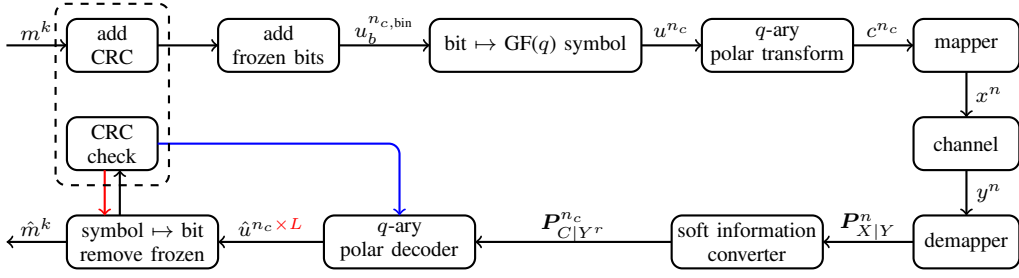 m^k
add
CRC
add
frozen bits
u_b^{n_{c,bin}}
bit ↦ GF(q) symbol
u^{n_c}
q-ary
polar transform
c^{n_c}
mapper
x^n
CRC
check
channel
y^n
m̂^k
symbol ↦ bit
remove frozen
û^{n_c × L}
q-ary
polar decoder
P_{C|Y^r}^{n_c}
soft information
converter
P_{X|Y}^n
demapper